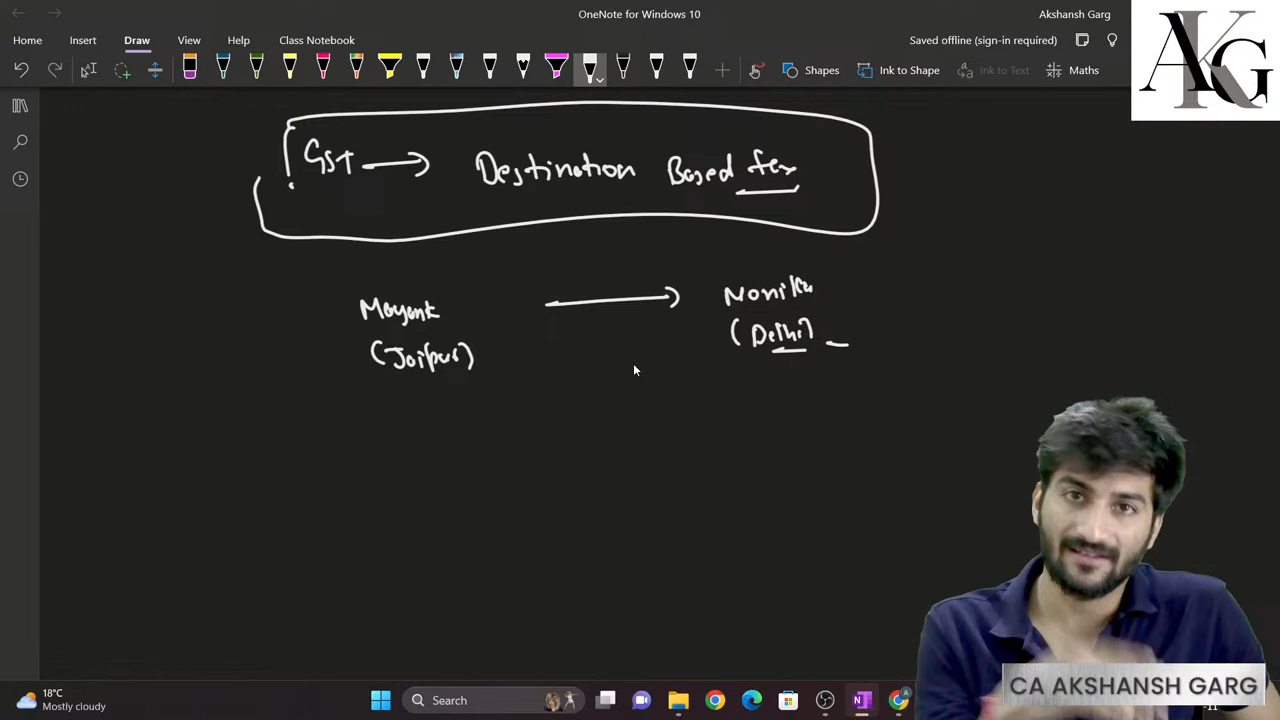 OneNote for Windows 10
Akshansh Garg
Home Insert Draw View Help Class Notebook
Saved offline (sign-in required)
Shapes Ink to Shape Ink to Text Maths
AKG
GST → Destination Based tax
Mayank → Monika
(Jaipur) (Delhi)
CA AKSHANSH GARG
18°C
Mostly cloudy
Search